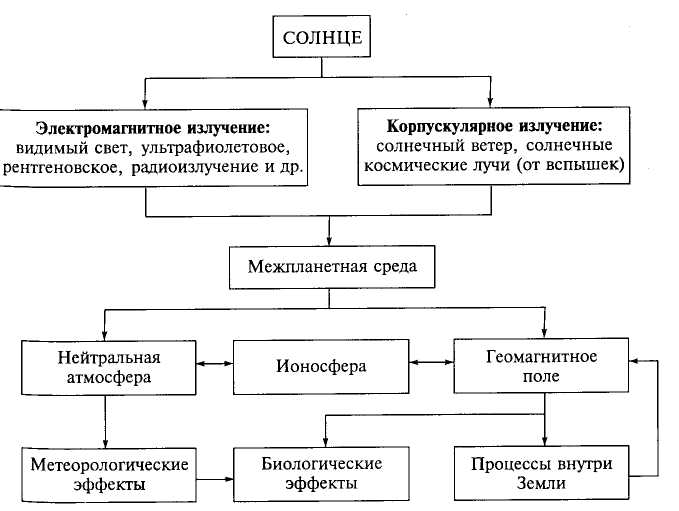 СОЛНЦЕ
Электромагнитное излучение:
видимый свет, ультрафиолетовое,
рентгеновское, радиоизлучение и др.
Корпускулярное излучение:
солнечный ветер, солнечные
космические лучи (от вспышек)
Межпланетная среда
Нейтральная
атмосфера
Ионосфера
Геомагнитное
поле
Метеорологические
эффекты
Биологические
эффекты
Процессы внутри
Земли